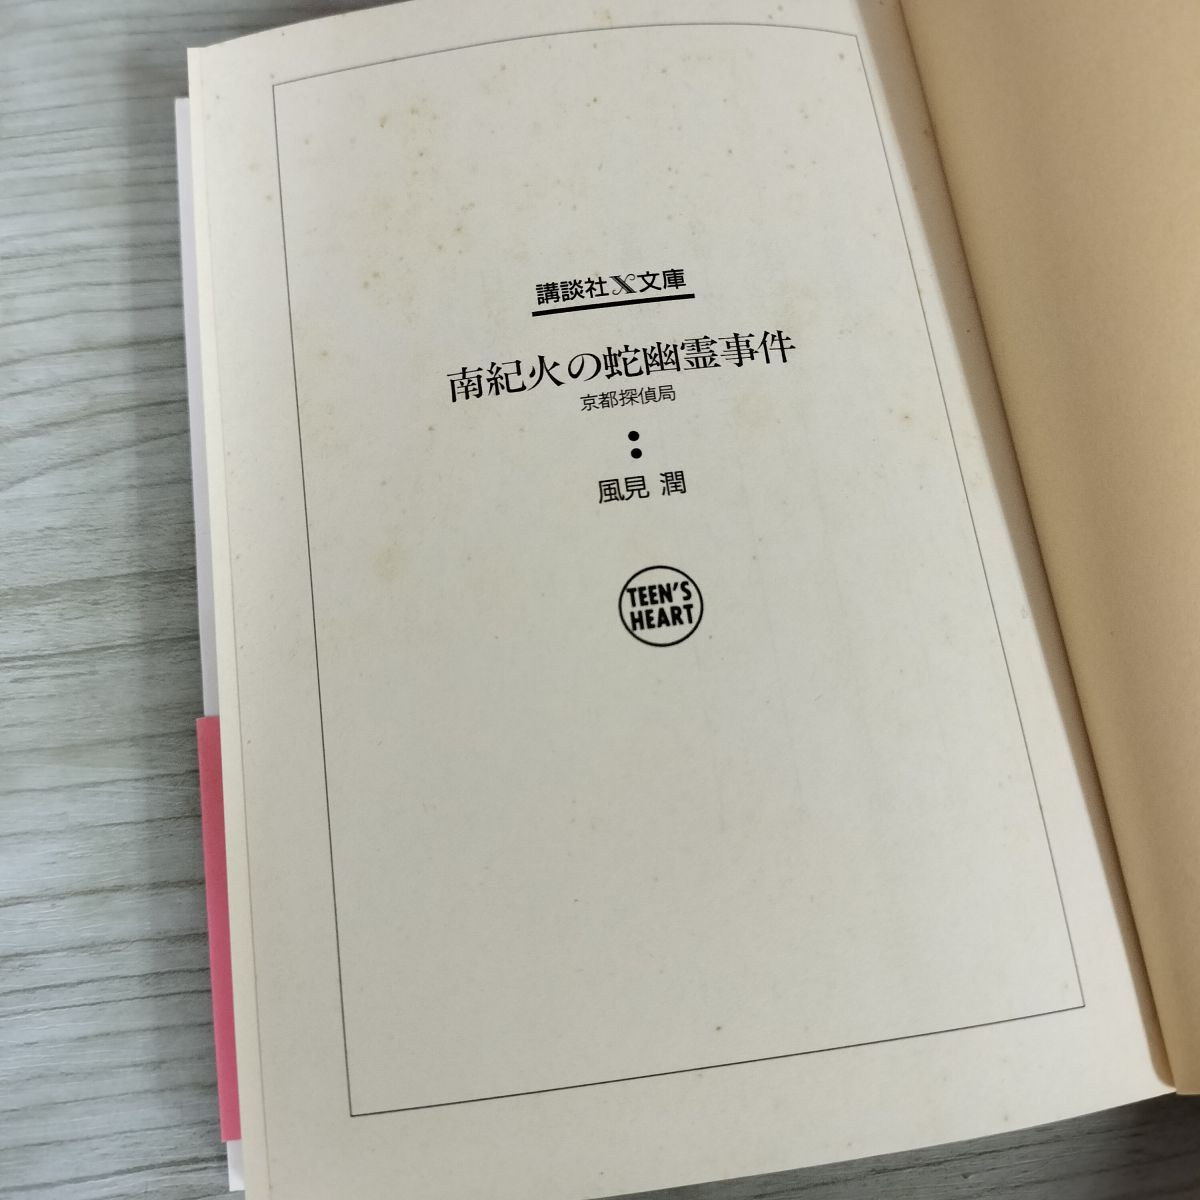 講談社X文庫
南紀火の蛇幽霊事件
京都探偵局
風見 潤
TEEN'S
HEART